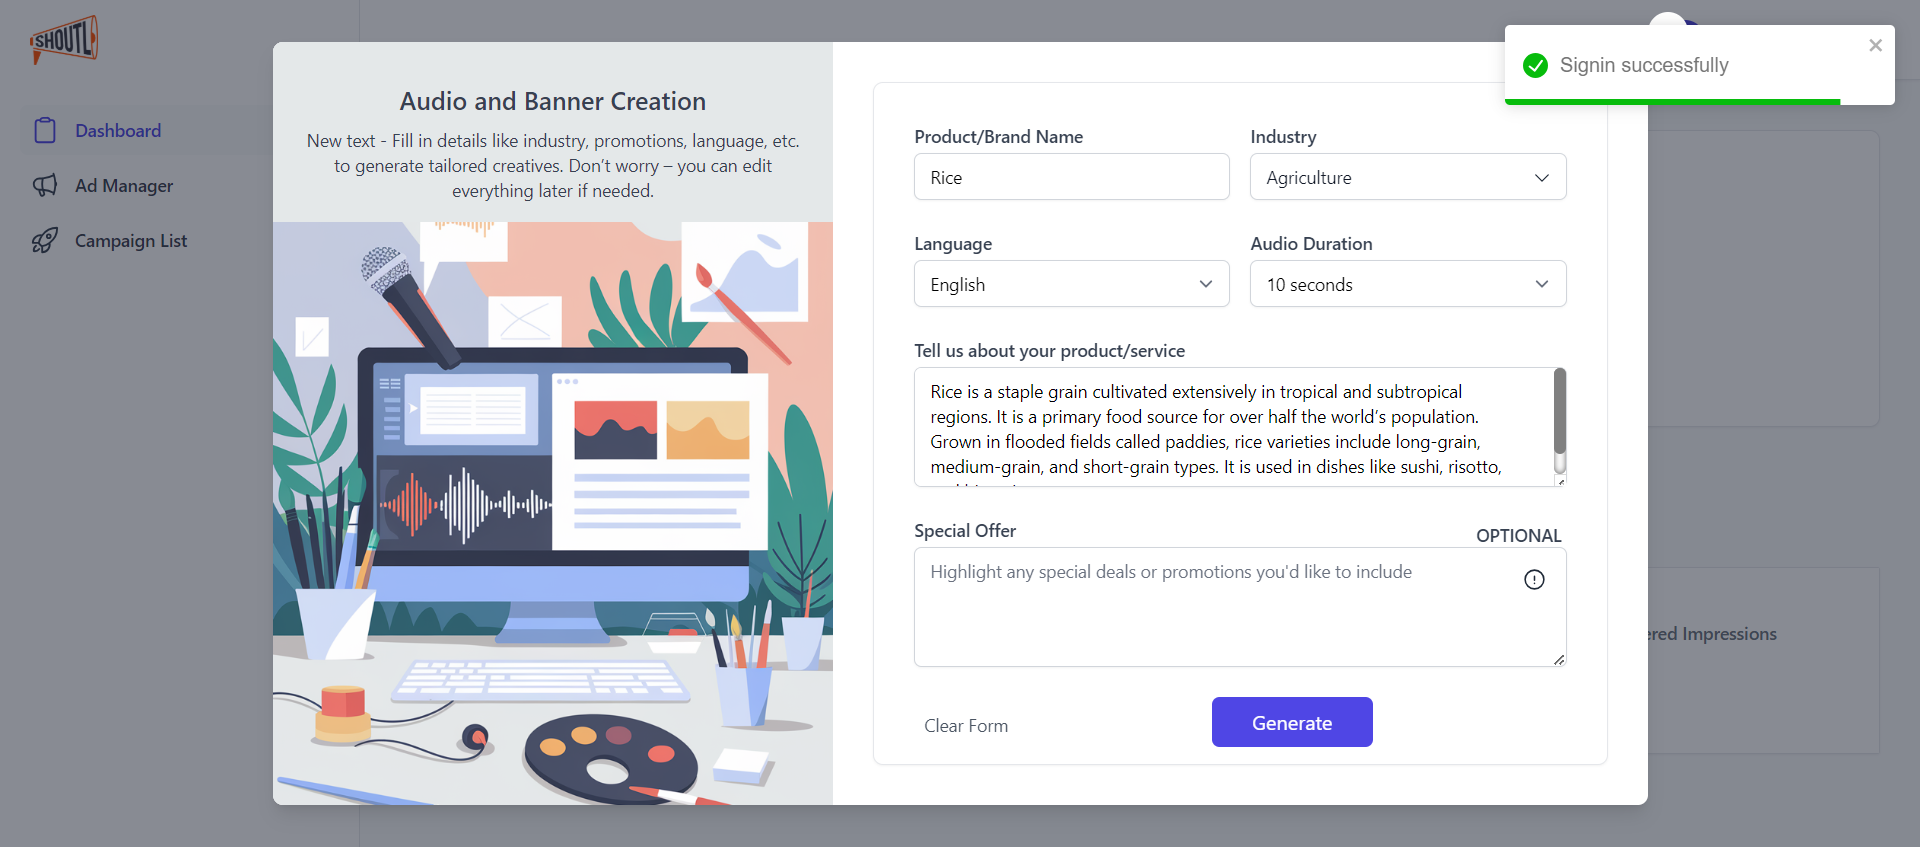 SHOUTL
Dashboard
Ad Manager
Campaign List
Audio and Banner Creation
New text - Fill in details like industry, promotions, language, etc.
to generate tailored creatives. Don’t worry – you can edit
everything later if needed.
Signin successfully
Product/Brand Name
Industry
Rice
Agriculture
Language
Audio Duration
English
10 seconds
Tell us about your product/service
Rice is a staple grain cultivated extensively in tropical and subtropical
regions. It is a primary food source for over half the world’s population.
Grown in flooded fields called paddies, rice varieties include long-grain,
medium-grain, and short-grain types. It is used in dishes like sushi, risotto,
Special Offer
OPTIONAL
Highlight any special deals or promotions you'd like to include
Clear Form
Generate
ered Impressions